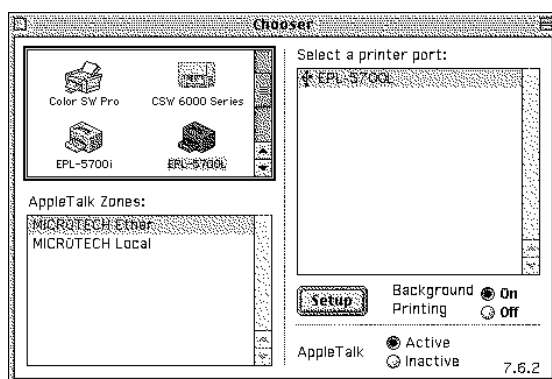 Chooser
Color SW Pro
CSW 6000 Series
EPL-5700i
EPL-5700L
AppleTalk Zones:
MICROTECH Ether
MICROTECH Local
Select a printer port:
EPL-5700L
Setup
Background Printing
On
Off
AppleTalk
Active
Inactive
7.6.2